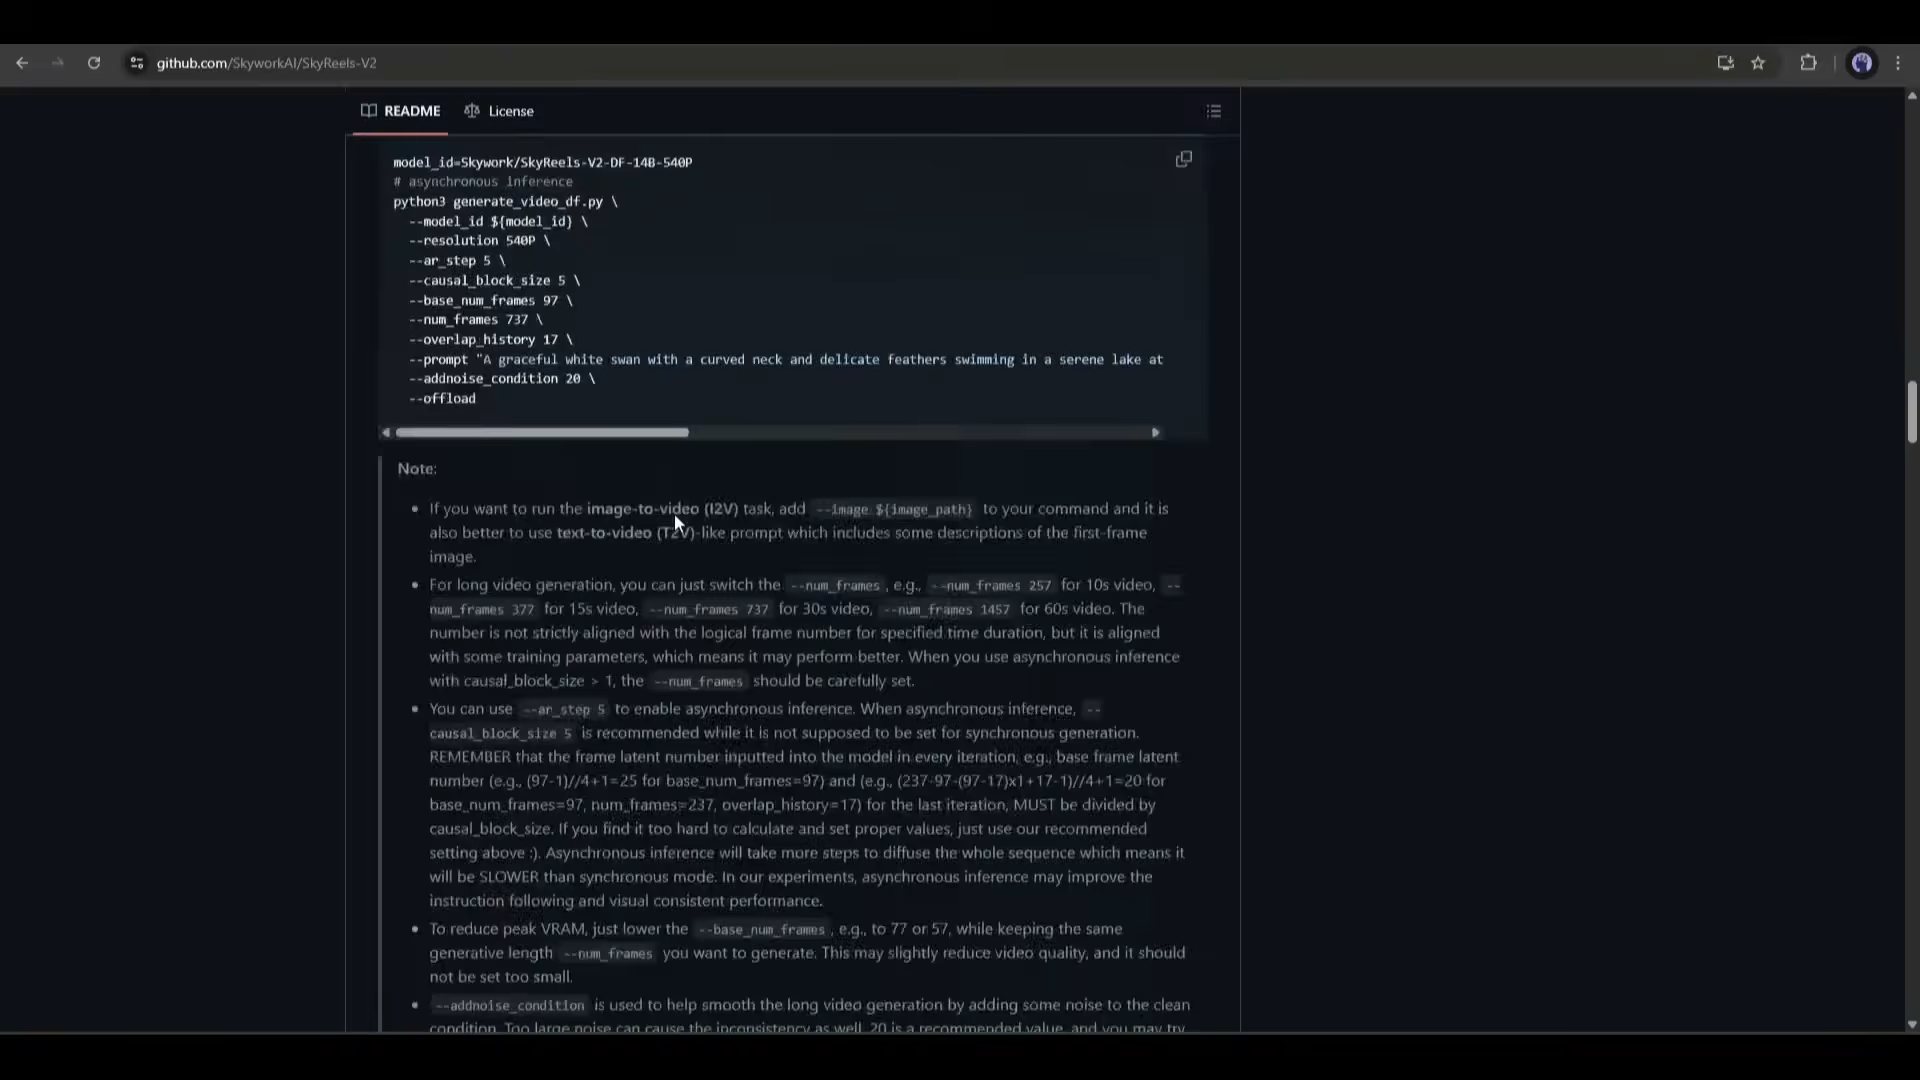 github.com/SkyworkAI/SkyReels-V2
README License
model_id=Skywork/SkyReels-V2-DF-14B-540P
# asynchronous inference
python3 generate_video_df.py \
--model_id ${model_id} \
--resolution 540P \
--ar_step 5 \
--causal_block_size 5 \
--base_num_frames 97 \
--num_frames 737 \
--overlap_history 17 \
--prompt "A graceful white swan with a curved neck and delicate feathers swimming in a serene lake at
--addnoise_condition 20 \
--offload
Note:
If you want to run the image-to-video (I2V) task, add --image ${image_path} to your command and it is
also better to use text-to-video (T2V)-like prompt which includes some descriptions of the first-frame
image.
For long video generation, you can just switch the --num_frames, e.g., --num_frames 257 for 10s video, --
num_frames 377 for 15s video, --num_frames 737 for 30s video, --num_frames 1457 for 60s video. The
number is not strictly aligned with the logical frame number for specified time duration, but it is aligned
with some training parameters, which means it may perform better. When you use asynchronous inference
with causal_block_size > 1, the --num_frames should be carefully set.
You can use --ar_step 5 to enable asynchronous inference. When asynchronous inference, --
causal_block_size 5 is recommended while it is not supposed to be set for synchronous generation.
REMEMBER that the frame latent number inputted into the model in every iteration, e.g., base frame latent
number (e.g., (97-1)//4+1=25 for base_num_frames=97) and (e.g., (237-97-(97-17)x1+17-1)//4+1=20 for
base_num_frames=97, num_frames=237, overlap_history=17) for the last iteration, MUST be divided by
causal_block_size. If you find it too hard to calculate and set proper values, just use our recommended
setting above :). Asynchronous inference will take more steps to diffuse the whole sequence which means it
will be SLOWER than synchronous mode. In our experiments, asynchronous inference may improve the
instruction following and visual consistent performance.
To reduce peak VRAM, just lower the --base_num_frames, e.g., to 77 or 57, while keeping the same
generative length --num_frames you want to generate. This may slightly reduce video quality, and it should
not be set too small.
--addnoise_condition is used to help smooth the long video generation by adding some noise to the clean
condition. Too large noise can cause the inconsistency as well. 20 is a recommended value, and you may try